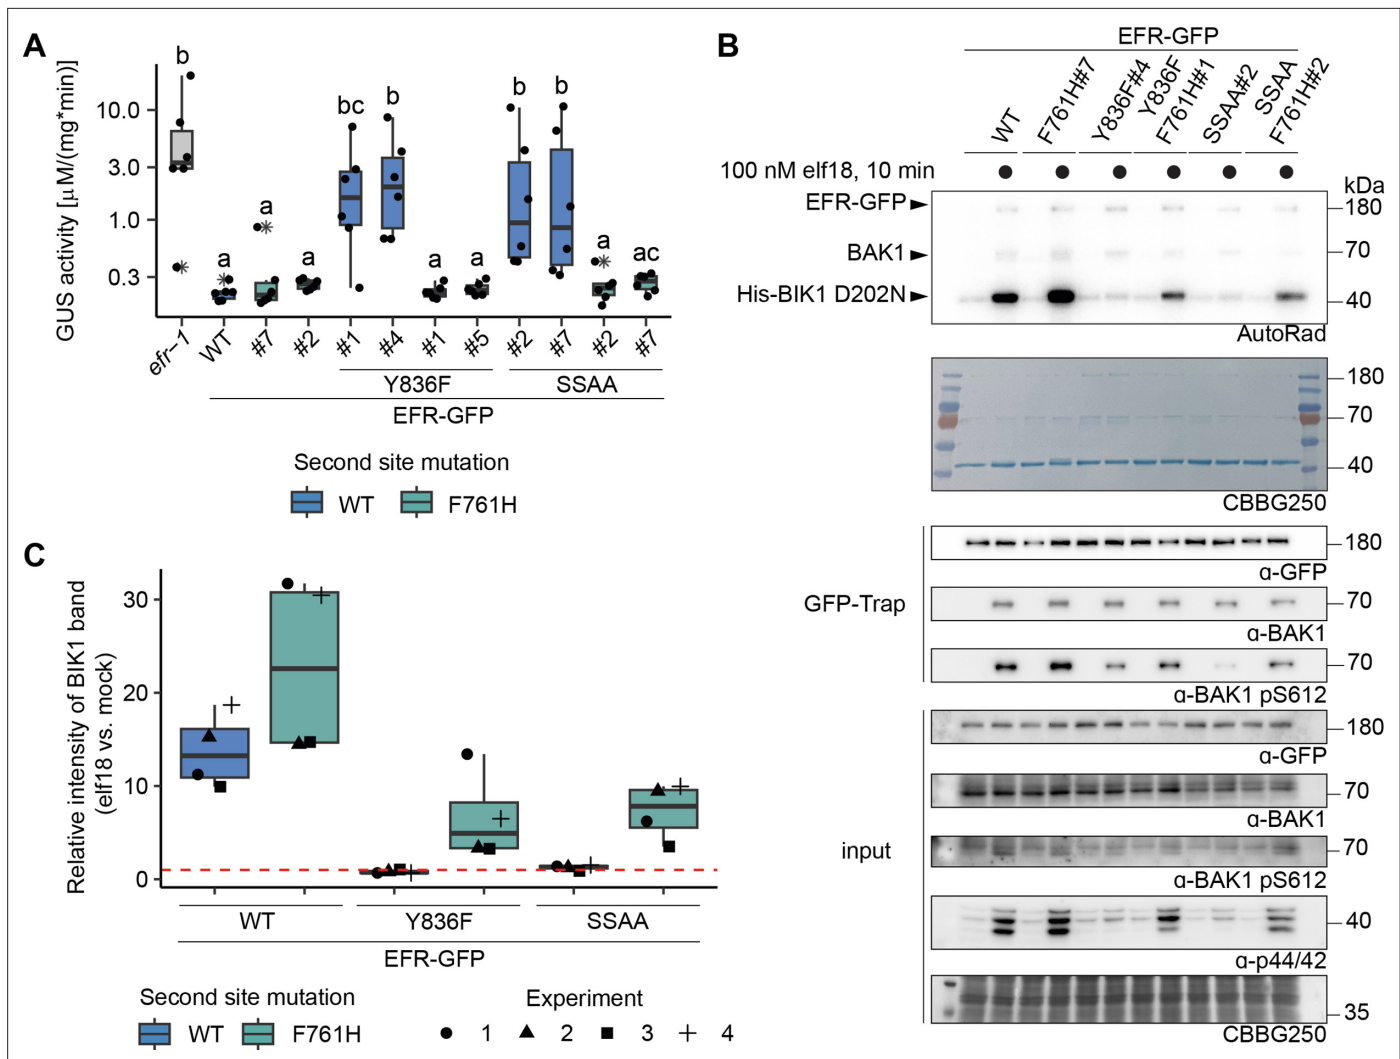 A
GUS activity [µM/(mg*min)]
10.0
3.0
1.0
0.3
b
a
a
a
bc
b
a
a
b
b
a
ac
efr-1
WT
#7
#2
#1
#4
#1
#5
#2
#7
#2
#7
Y836F
SSAA
EFR-GFP
Second site mutation
WT
F761H
B
EFR-GFP
WT
F761H#7
Y836F#4
Y836F
F761H#1
SSAA#2
SSAA
F761H#2
100 nM elf18, 10 min
kDa
EFR-GFP
180
BAK1
70
His-BIK1 D202N
40
AutoRad
180
70
40
CBBG250
180
α-GFP
GFP-Trap
70
α-BAK1
70
α-BAK1 pS612
180
α-GFP
70
α-BAK1
input
70
α-BAK1 pS612
40
α-p44/42
35
CBBG250
C
Relative intensity of BIK1 band
(elf18 vs. mock)
30
20
10
0
WT
Y836F
SSAA
EFR-GFP
Second site mutation
WT
F761H
Experiment
1
2
3
4